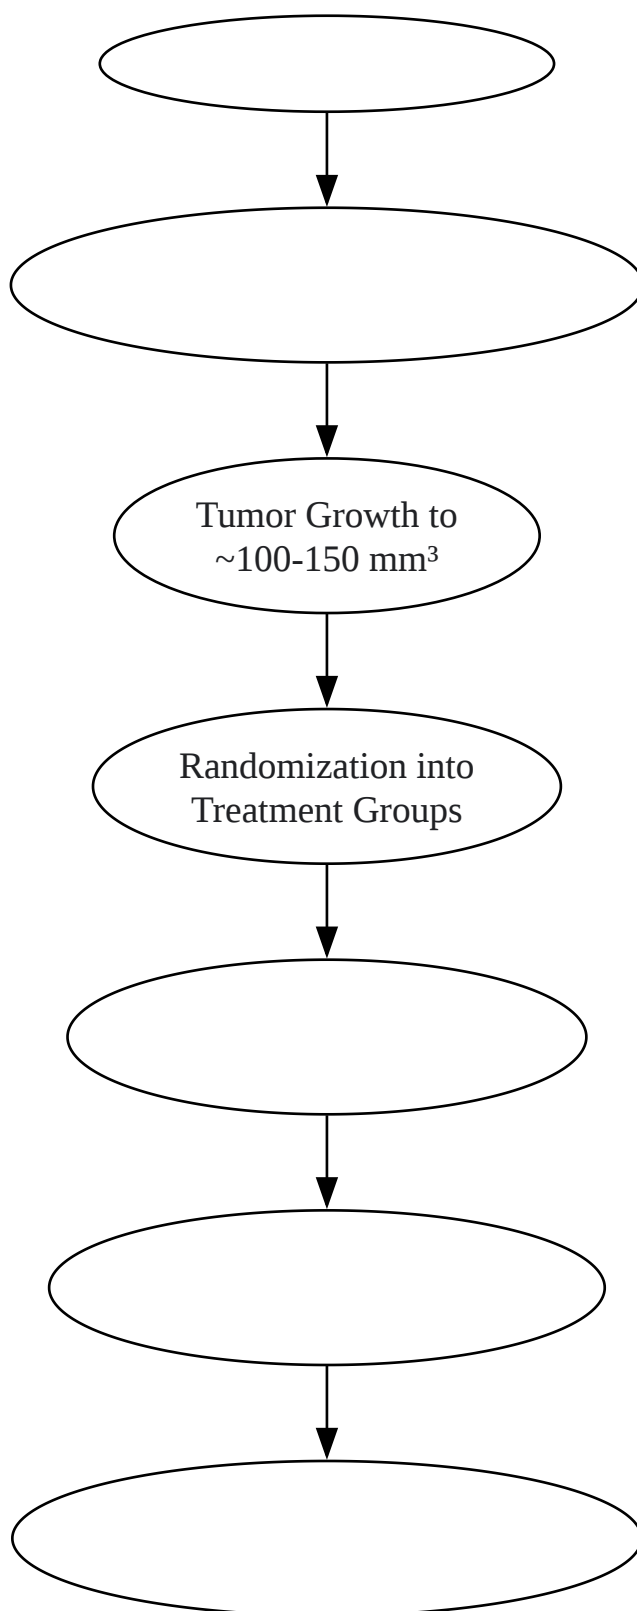 Tumor Growth to
~100-150 mm³
Randomization into
Treatment Groups